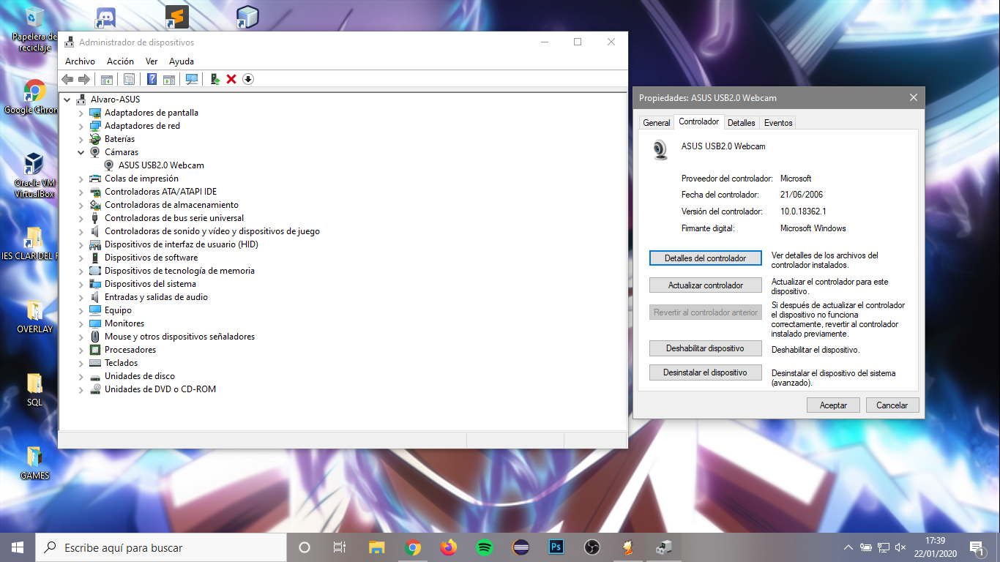 Papelera de
reciclaje
Google Chrom
Oracle VM
VirtualBox
IES CLAR DEL R
OVERLAY
SQL
GAMES
Administrador de dispositivos
Archivo Acción Ver Ayuda
Alvaro-ASUS
Adaptadores de pantalla
Adaptadores de red
Baterías
Cámaras
ASUS USB2.0 Webcam
Colas de impresión
Controladoras ATA/ATAPI IDE
Controladoras de almacenamiento
Controladoras de bus serie universal
Controladoras de sonido y vídeo y dispositivos de juego
Dispositivos de interfaz de usuario (HID)
Dispositivos de software
Dispositivos de tecnología de memoria
Dispositivos del sistema
Entradas y salidas de audio
Equipo
Monitores
Mouse y otros dispositivos señaladores
Procesadores
Teclados
Unidades de disco
Unidades de DVD o CD-ROM
Propiedades: ASUS USB2.0 Webcam
General Controlador Detalles Eventos
ASUS USB2.0 Webcam
Proveedor del controlador: Microsoft
Fecha del controlador: 21/06/2006
Versión del controlador: 10.0.18362.1
Firmante digital: Microsoft Windows
Detalles del controlador
Ver detalles de los archivos del
controlador instalados.
Actualizar controlador
Actualizar el controlador para este
dispositivo.
Revertir al controlador anterior
Si después de actualizar el controlador
el dispositivo no funciona
correctamente, revertir al controlador
instalado previamente.
Deshabilitar dispositivo
Deshabilitar el dispositivo.
Desinstalar el dispositivo
Desinstalar el dispositivo del sistema
(avanzado).
Aceptar Cancelar
Escribe aquí para buscar
Ps
17:39
22/01/2020
1